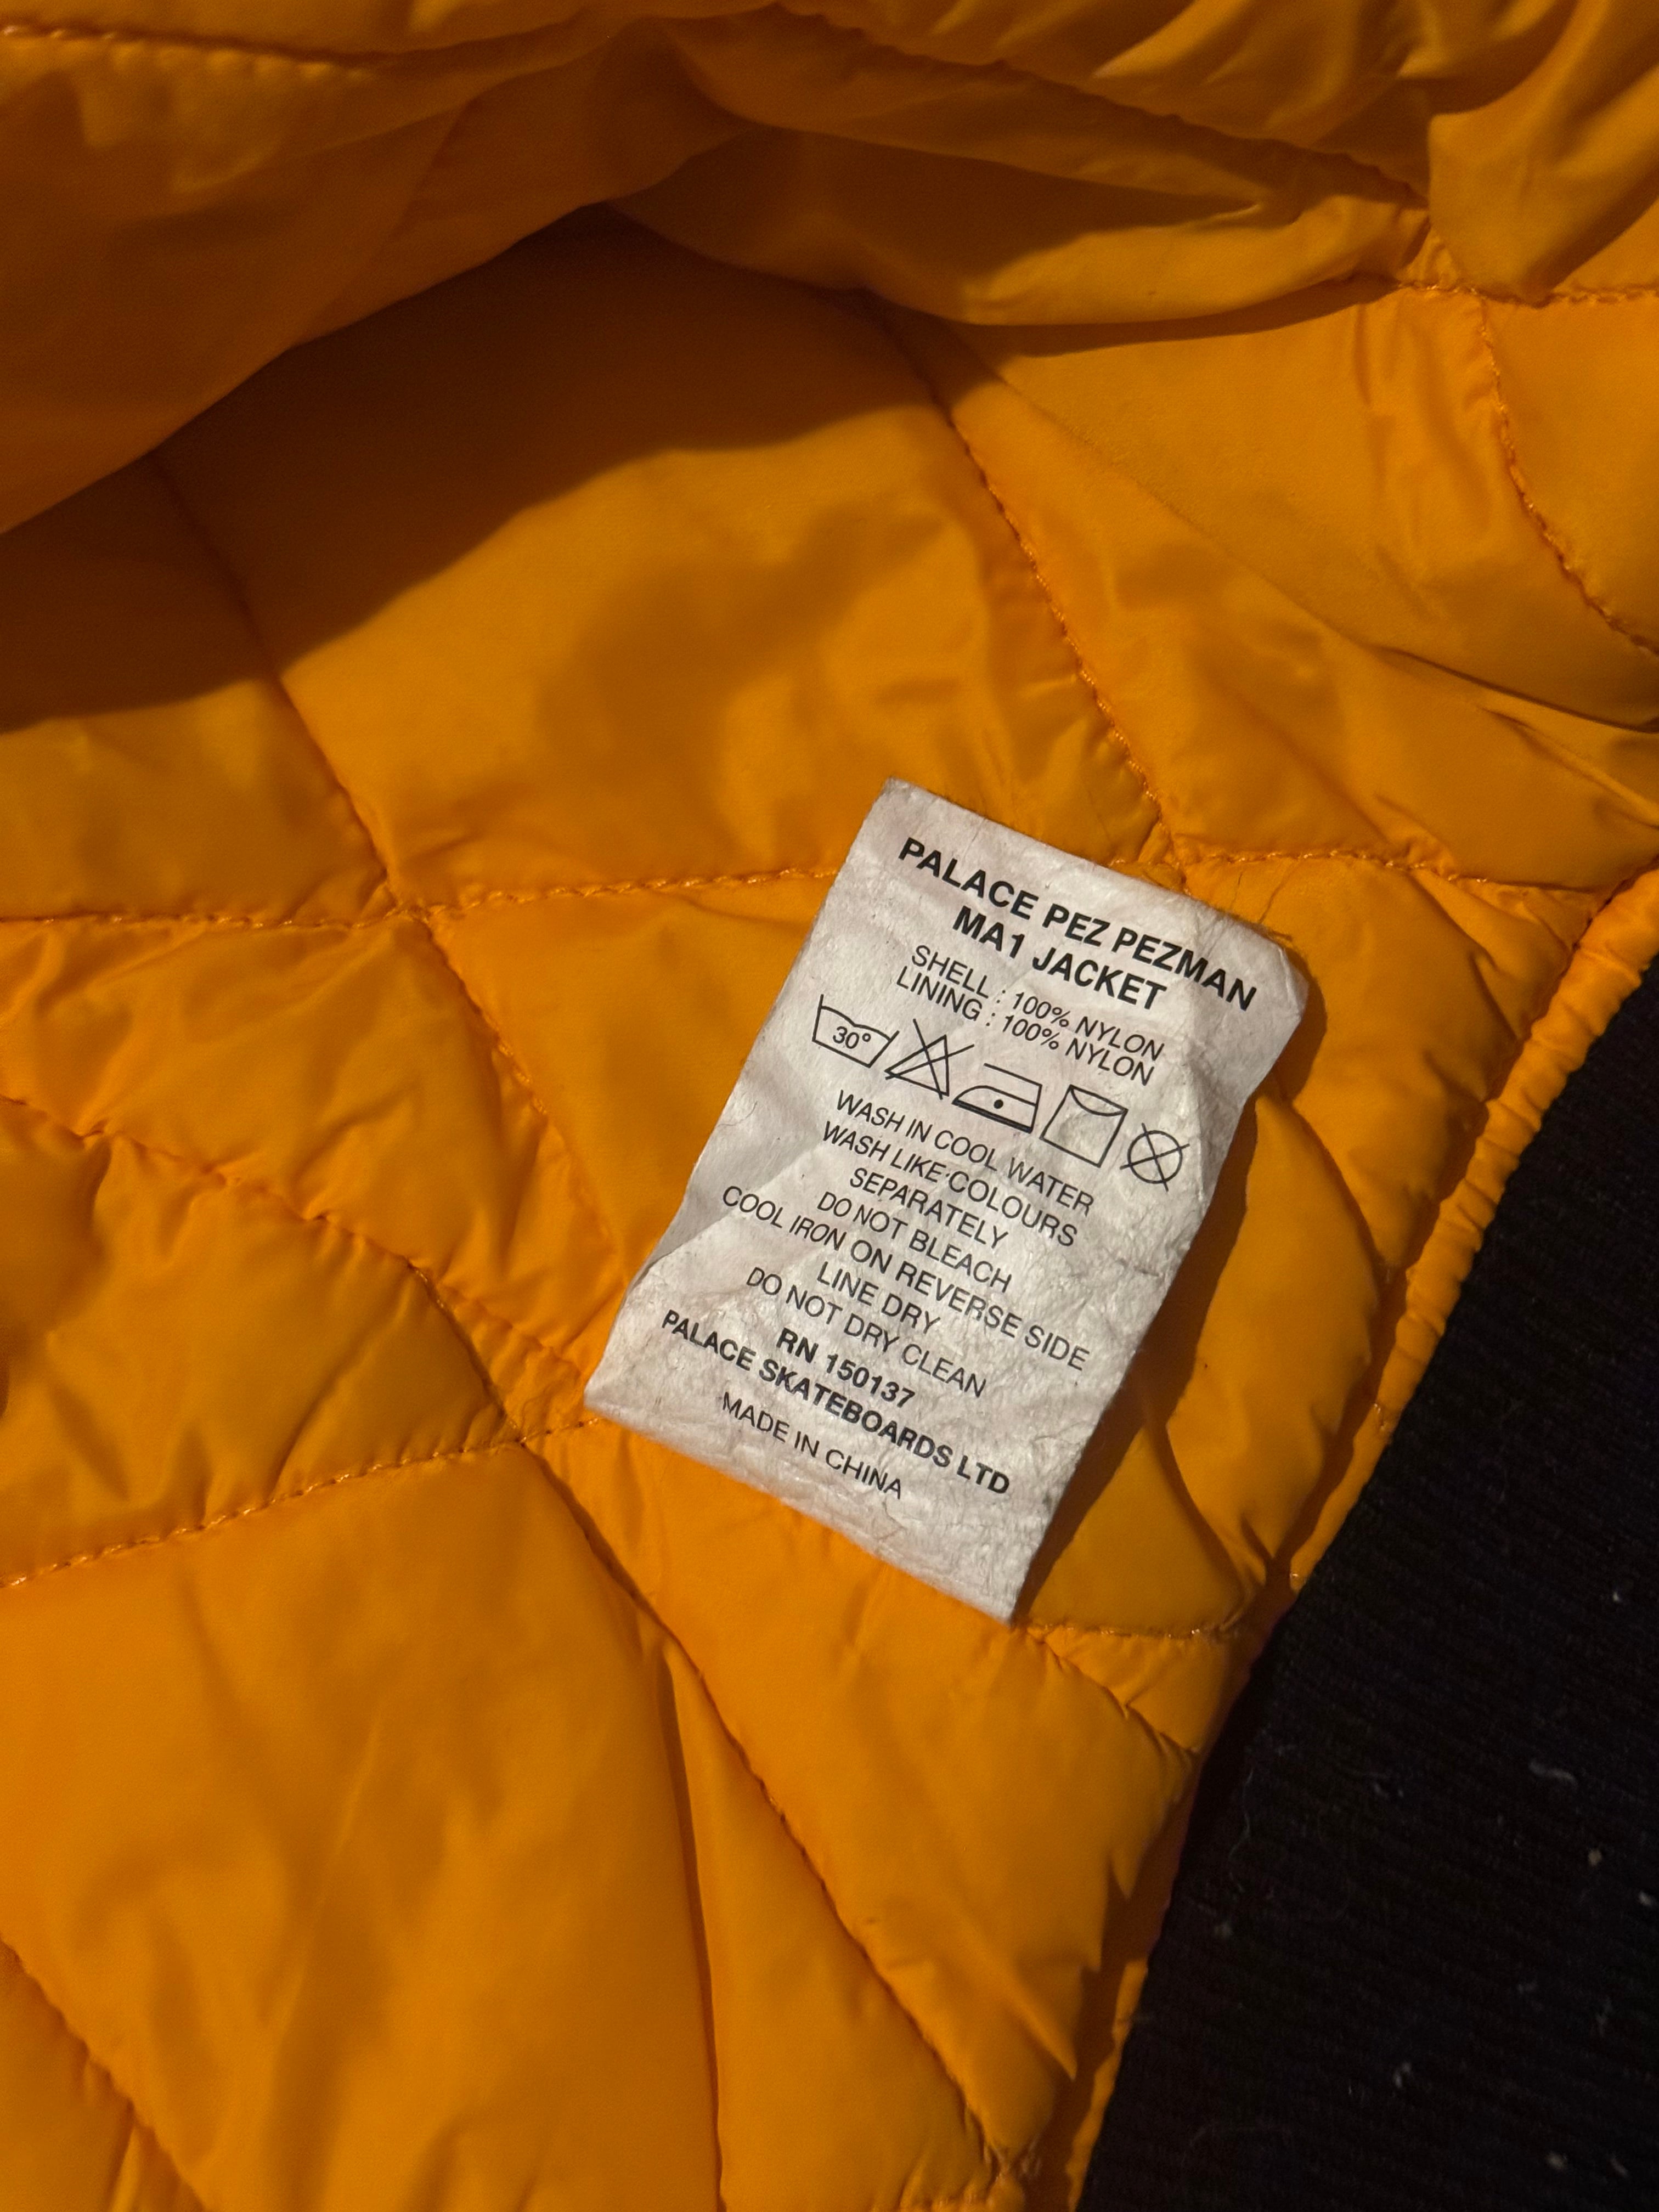 PALACE PEZ PEZMAN
MA1 JACKET
SHELL : 100% NYLON
LINING : 100% NYLON
30°
WASH IN COOL WATER
WASH LIKE COLOURS
SEPARATELY
DO NOT BLEACH
COOL IRON ON REVERSE SIDE
LINE DRY
DO NOT DRY CLEAN
RN 150137
PALACE SKATEBOARDS LTD
MADE IN CHINA